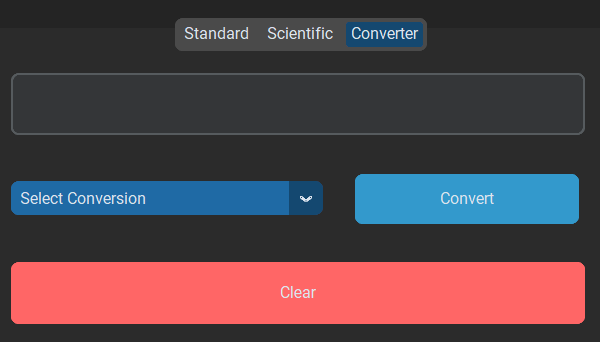 Standard Scientific Converter
Select Conversion Convert
Clear